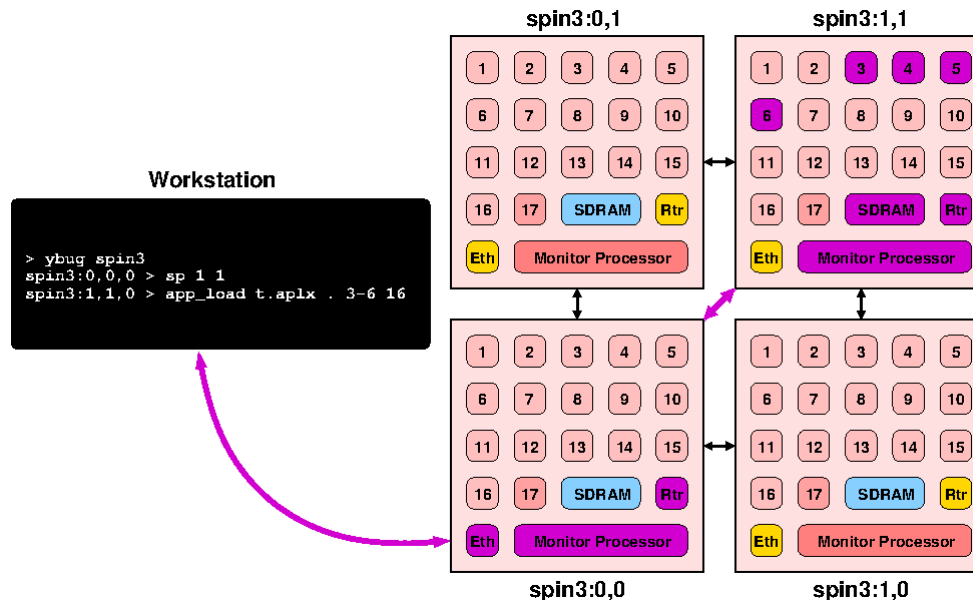 spin3:0,1
spin3:1,1
1 2 3 4 5
6 7 8 9 10
11 12 13 14 15
16 17 SDRAM Rtr
Eth Monitor Processor
1 2 3 4 5
6 7 8 9 10
11 12 13 14 15
16 17 SDRAM Rtr
Eth Monitor Processor
Workstation
> ybug spin3
spin3:0,0,0 > sp 1 1
spin3:1,1,0 > app_load t.aplx . 3-6 16
1 2 3 4 5
6 7 8 9 10
11 12 13 14 15
16 17 SDRAM Rtr
Eth Monitor Processor
spin3:0,0
1 2 3 4 5
6 7 8 9 10
11 12 13 14 15
16 17 SDRAM Rtr
Eth Monitor Processor
spin3:1,0